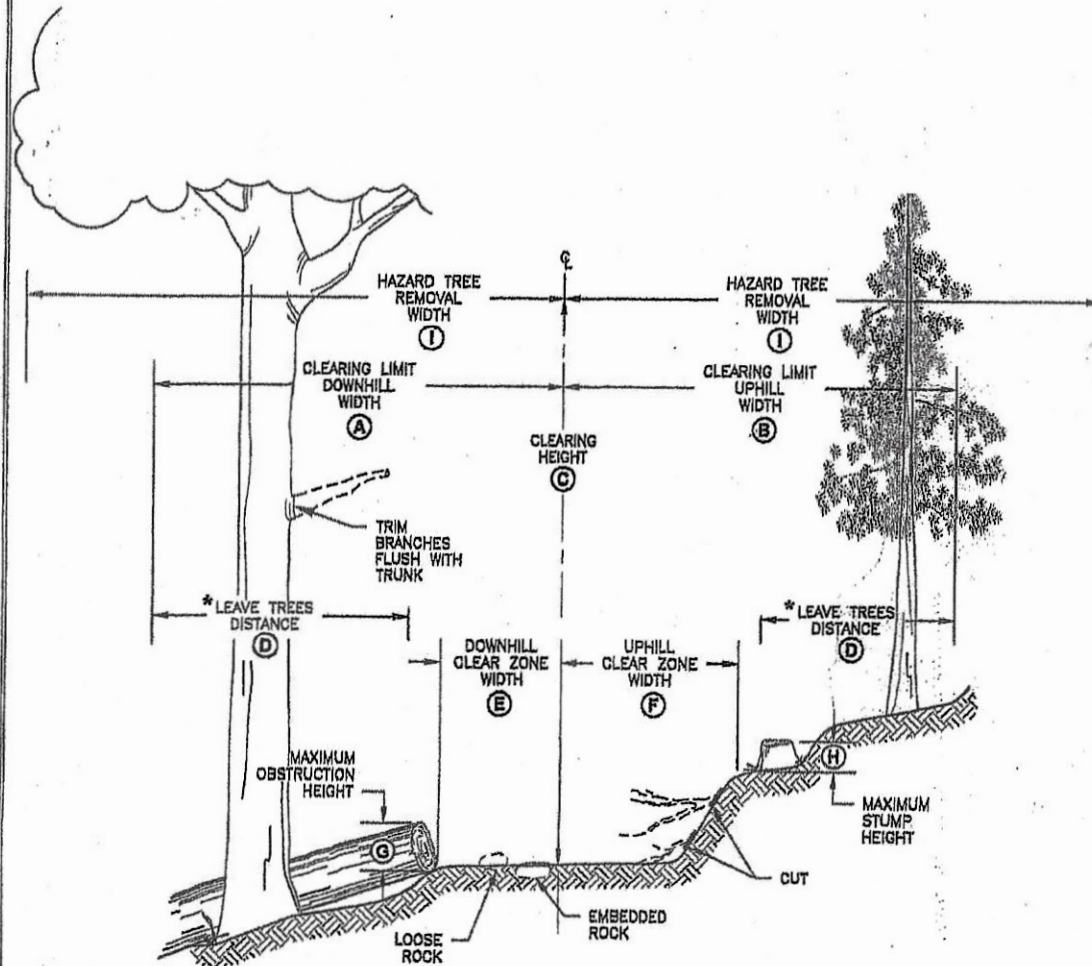 ℄
HAZARD TREE
REMOVAL
WIDTH
I
HAZARD TREE
REMOVAL
WIDTH
I
CLEARING LIMIT
DOWNHILL
WIDTH
A
CLEARING LIMIT
UPHILL
WIDTH
B
CLEARING
HEIGHT
C
TRIM
BRANCHES
FLUSH WITH
TRUNK
*LEAVE TREES
DISTANCE
D
*LEAVE TREES
DISTANCE
D
DOWNHILL
CLEAR ZONE
WIDTH
E
UPHILL
CLEAR ZONE
WIDTH
F
MAXIMUM
OBSTRUCTION
HEIGHT
G
H
MAXIMUM
STUMP
HEIGHT
CUT
LOOSE
ROCK
EMBEDDED
ROCK